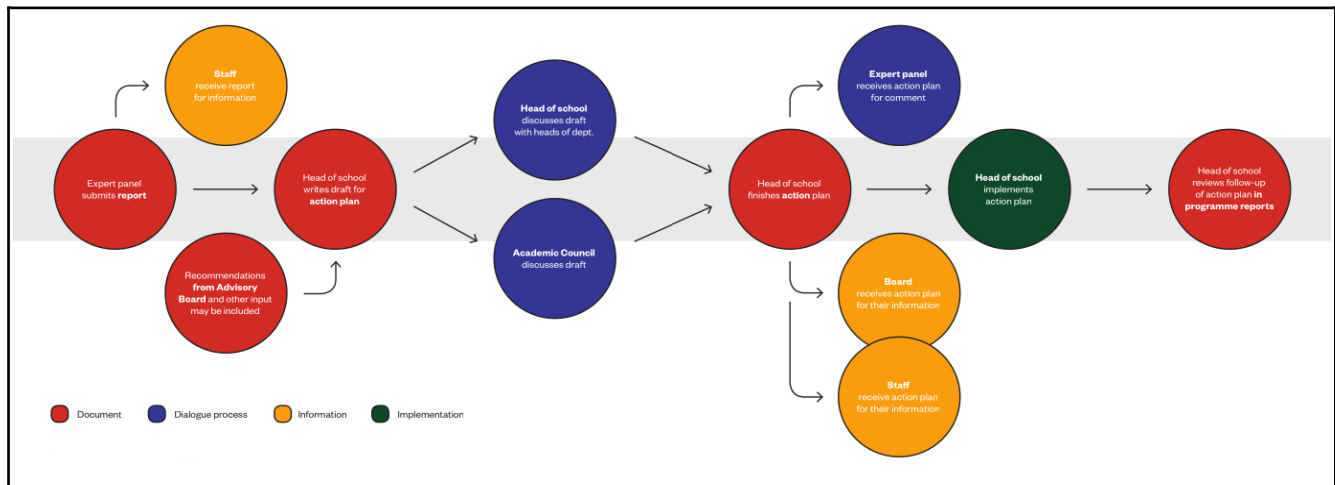 Staff
receive report
for information
Expert panel
submits report
Head of school
writes draft for
action plan
Recommendations
from Advisory
Board and other input
may be included
Head of school
discusses draft
with heads of dept.
Academic Council
discusses draft
Head of school
finishes action plan
Expert panel
receives action plan
for comment
Head of school
implements
action plan
Head of school
reviews follow-up
of action plan in
programme reports
Board
receives action plan
for their information
Staff
receive action plan
for their information
Document
Dialogue process
Information
Implementation